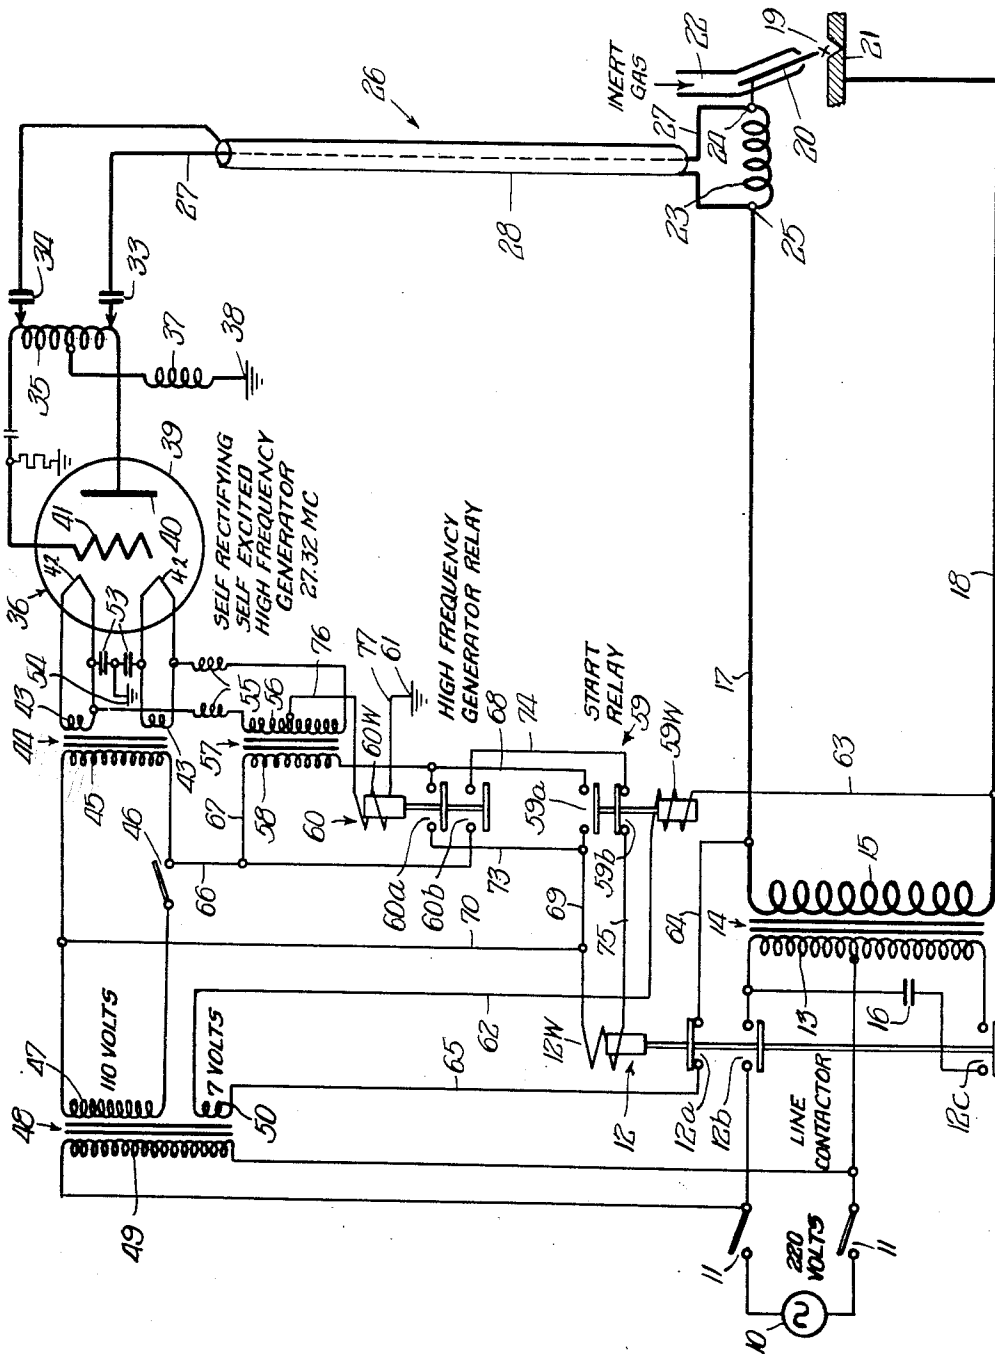 48
44
36
47
54
43
42
35
34
41
110 VOLTS
45
53
33
49
46
42
40
39
37
27
43
38
7 VOLTS
57
55
56
SELF RECTIFYING
SELF EXCITED
HIGH FREQUENCY
GENERATOR
27.32 MC
67
58
66
76
50
60
60W
77
61
26
60a
60b
HIGH FREQUENCY
GENERATOR RELAY
65
70
73
68
28
62
74
12W
69
59a
START
RELAY
12
75
59b
59
59W
INERT
GAS
22
12a
64
23
27
24
12b
14
11
17
63
25
20
19
10
220
VOLTS
LINE
CONTACTOR
13
15
21
11
16
12c
18